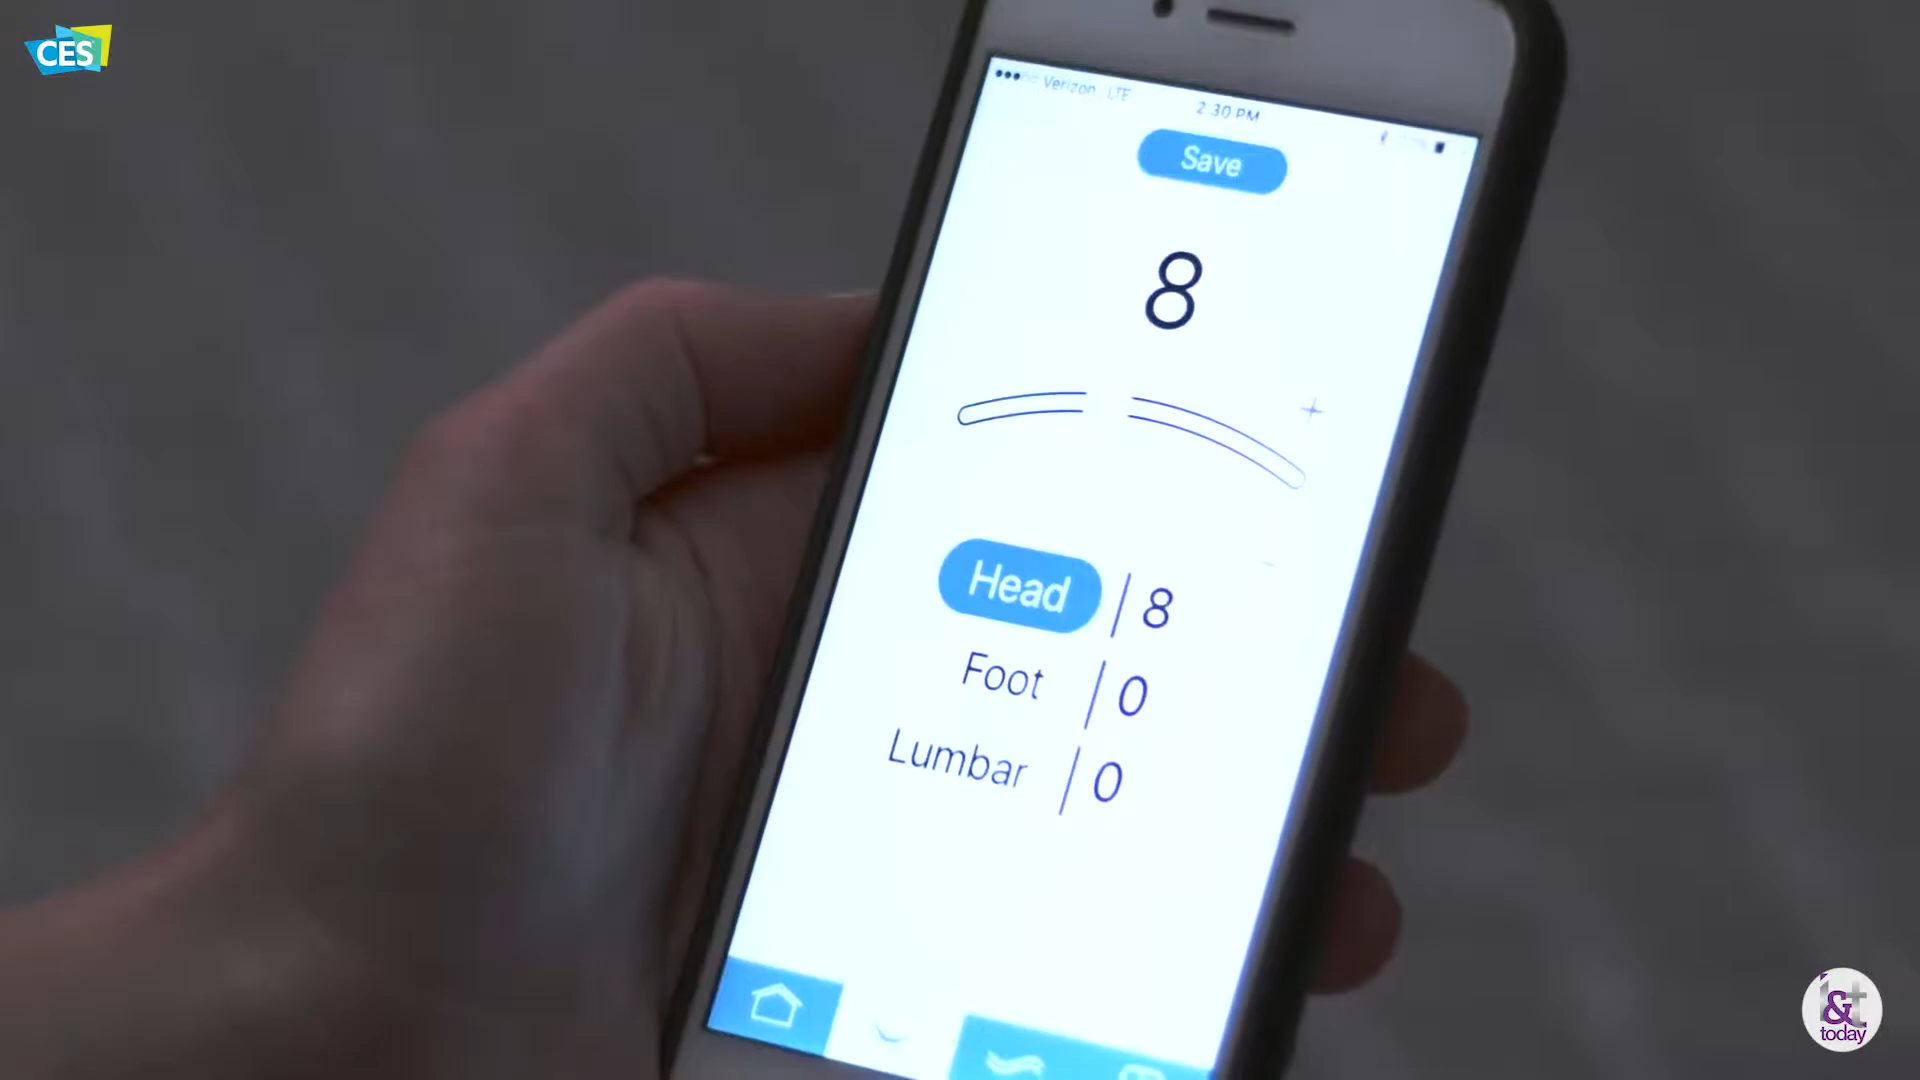 CES
Verizon LTE
2:30 PM
Save
8
+
Head | 8
Foot | 0
Lumbar | 0
i&t
today